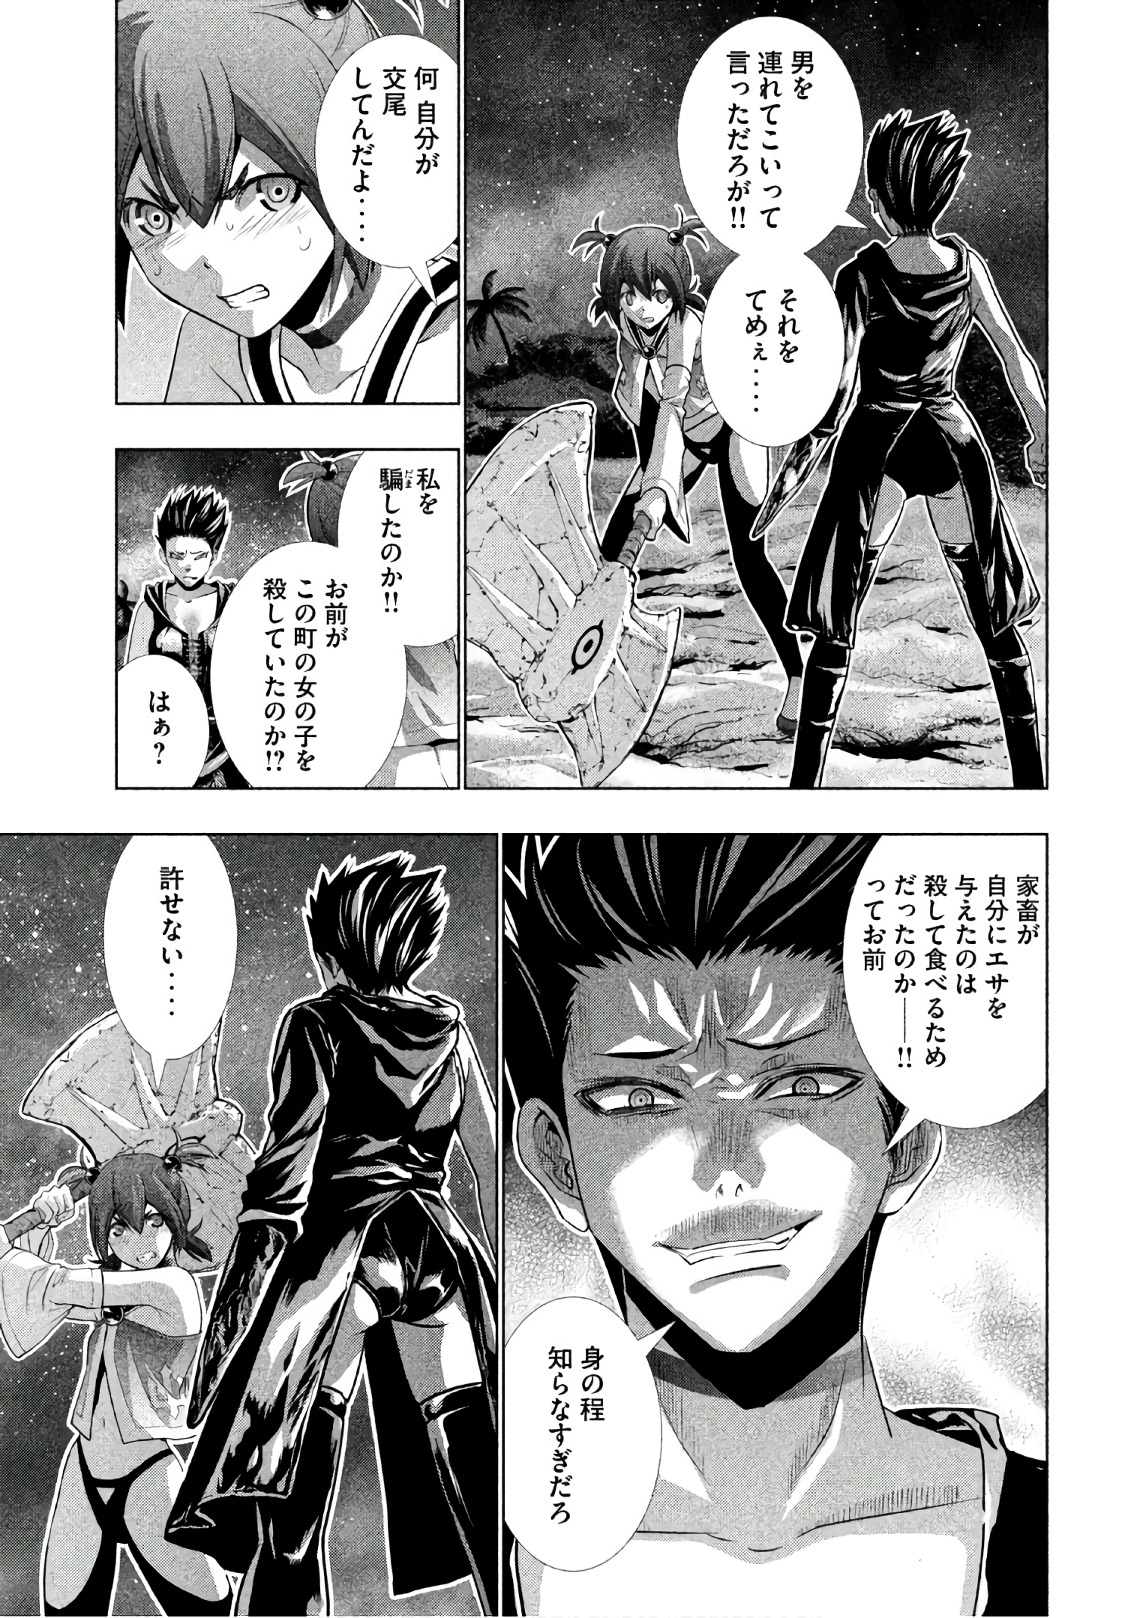 男を
連れてこいって
言っただろが!!
それを
てめぇ‥‥
何 自分が
交尾
してんだよ‥‥
私を
騙したのか!!
だま
お前が
この町の女の子を
殺していたのか!?
はぁ?
家畜が
自分にエサを
与えたのは
殺して食べるため
だったのか――!!
ってお前
身の程
知らなすぎだろ
許せない‥‥